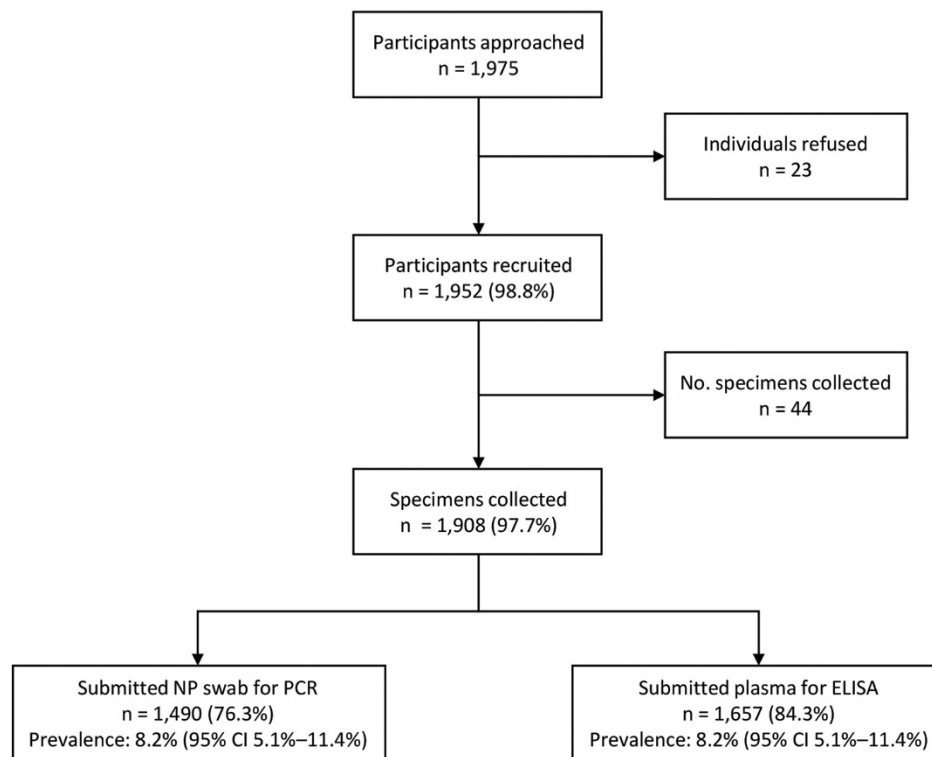 Participants approached
n = 1,975
Individuals refused
n = 23
Participants recruited
n = 1,952 (98.8%)
No. specimens collected
n = 44
Specimens collected
n = 1,908 (97.7%)
Submitted NP swab for PCR
n = 1,490 (76.3%)
Prevalence: 8.2% (95% CI 5.1%–11.4%)
Submitted plasma for ELISA
n = 1,657 (84.3%)
Prevalence: 8.2% (95% CI 5.1%–11.4%)